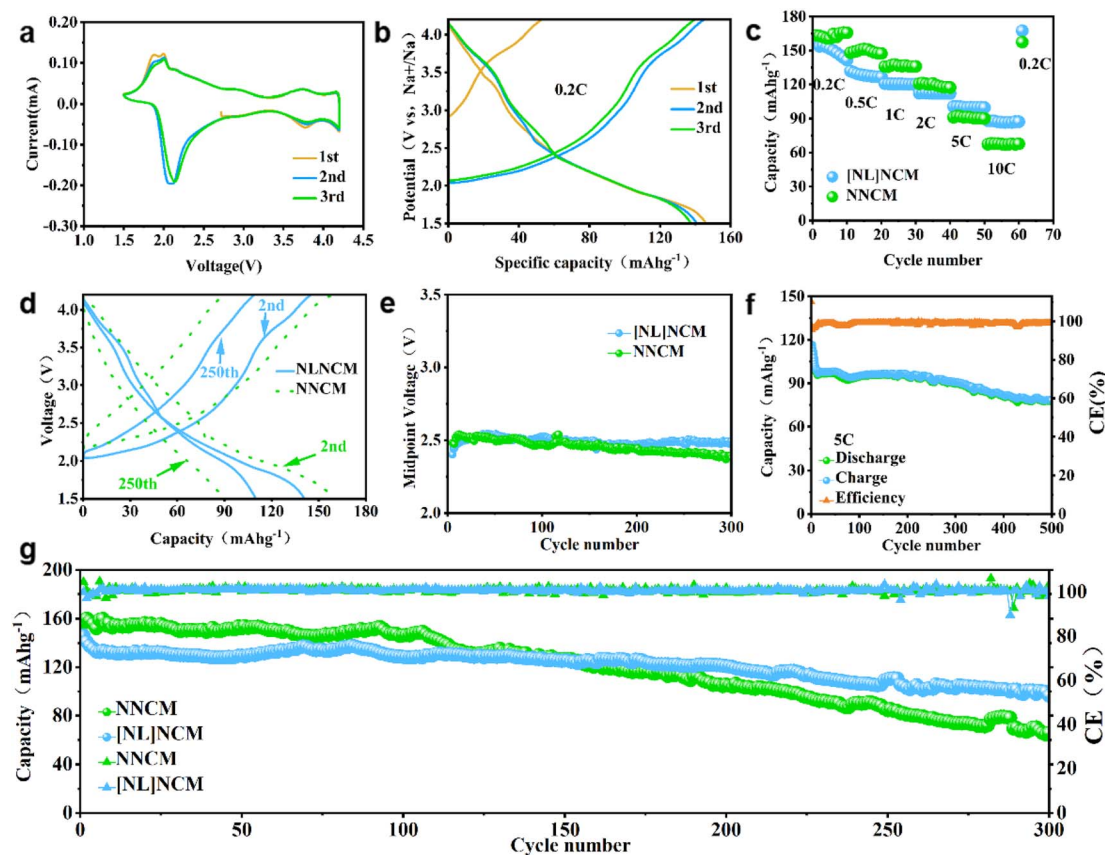 a
0.20
0.10
0.0
-0.10
-0.20
-0.30
1.0 1.5 2.0 2.5 3.0 3.5 4.0 4.5
Current(mA)
Voltage(V)
1st
2nd
3rd
b
4.0
3.5
3.0
2.5
2.0
1.5
0 40 80 120 160
Potential (V vs，Na+/Na)
Specific capacity（mAhg⁻¹）
0.2C
1st
2nd
3rd
c
180
150
120
90
60
30
0
0 10 20 30 40 50 60 70
Capacity（mAhg⁻¹）
Cycle number
0.2C
0.5C
1C
2C
5C
10C
0.2C
[NL]NCM
NNCM
d
4.0
3.5
3.0
2.5
2.0
1.5
0 30 60 90 120 150 180
Voltage（V）
Capacity（mAhg⁻¹）
2nd
250th
NLNCM
NNCM
2nd
250th
e
3.5
3.0
2.5
2.0
0 100 200 300
Midpoint Voltage（V）
Cycle number
[NL]NCM
NNCM
f
150
120
90
60
30
0
100
80
60
40
20
0
0 100 200 300 400 500
Capacity（mAhg⁻¹）
CE(%)
Cycle number
5C
Discharge
Charge
Efficiency
g
200
160
120
80
40
0
100
80
60
40
20
0
0 50 100 150 200 250 300
Capacity（mAhg⁻¹）
CE（%）
Cycle number
NNCM
[NL]NCM
NNCM
[NL]NCM